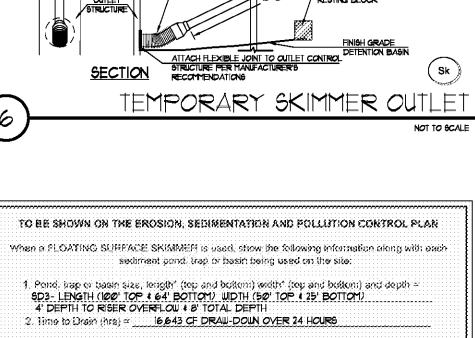 OUTLET
STRUCTURE
RESTING BLOCK
FINISH GRADE
DETENTION BASIN
ATTACH FLEXIBLE JOINT TO OUTLET CONTROL
STRUCTURE PER MANUFACTURER'S
RECOMMENDATIONS
SECTION
Sk
6
TEMPORARY SKIMMER OUTLET
NOT TO SCALE
TO BE SHOWN ON THE EROSION, SEDIMENTATION AND POLLUTION CONTROL PLAN
When a FLOATING SURFACE SKIMMER is used, show the following information along with each
sediment pond, trap or basin being used on the site:
1. Pond, trap or basin size, length* (top and bottom) width* (top and bottom) and depth =
SD3- LENGTH (100' TOP & 64' BOTTOM) WIDTH (50' TOP & 25' BOTTOM)
4' DEPTH TO RISER OVERFLOW & 8' TOTAL DEPTH
2. Time to Drain (hrs) = 16,643 CF DRAW-DOWN OVER 24 HOURS